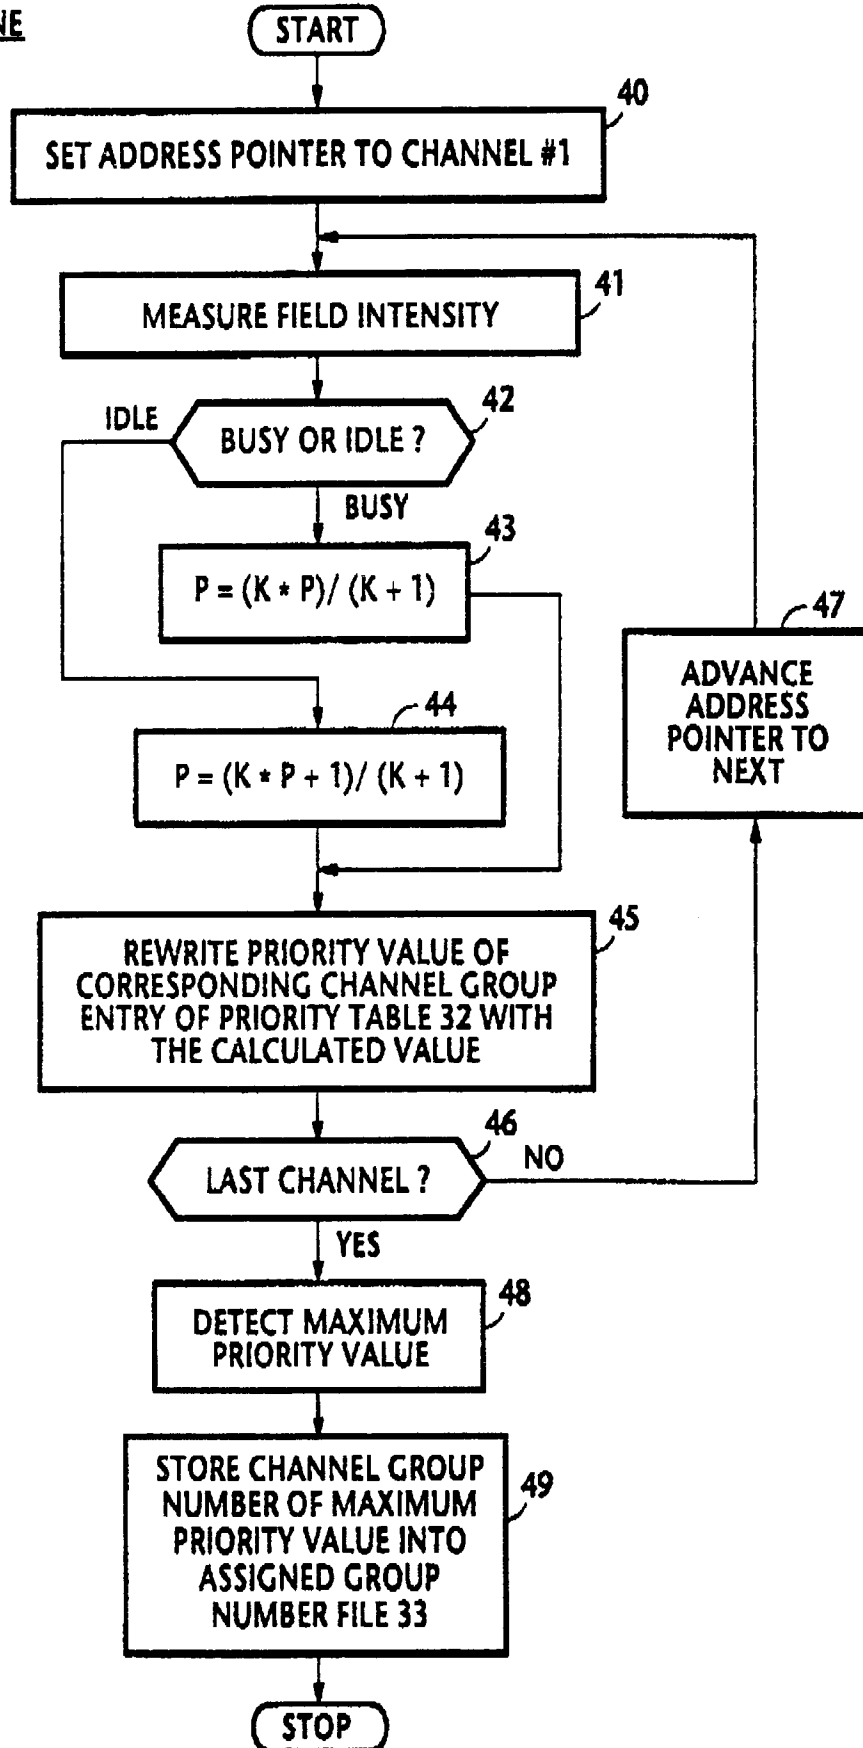 NE
START
40
SET ADDRESS POINTER TO CHANNEL #1
41
MEASURE FIELD INTENSITY
42
IDLE
BUSY OR IDLE ?
BUSY
43
P = (K * P)/ (K + 1)
47
ADVANCE
ADDRESS
POINTER TO
NEXT
44
P = (K * P + 1)/ (K + 1)
45
REWRITE PRIORITY VALUE OF
CORRESPONDING CHANNEL GROUP
ENTRY OF PRIORITY TABLE 32 WITH
THE CALCULATED VALUE
46
LAST CHANNEL ?
NO
YES
48
DETECT MAXIMUM
PRIORITY VALUE
49
STORE CHANNEL GROUP
NUMBER OF MAXIMUM
PRIORITY VALUE INTO
ASSIGNED GROUP
NUMBER FILE 33
STOP